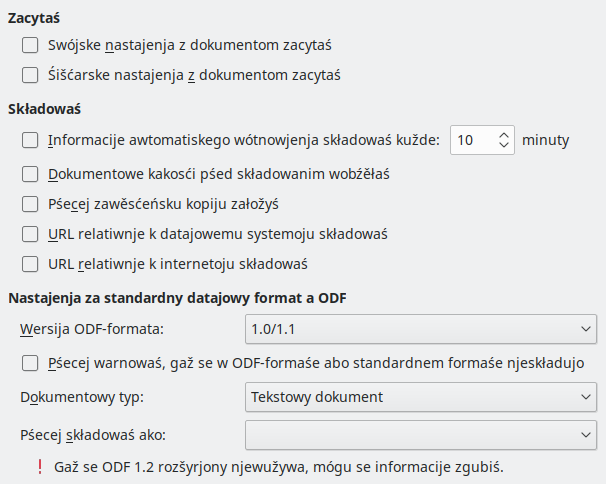 Zacytaś
Swójske nastajenja z dokumentom zacytaś
Šišćarske nastajenja z dokumentom zacytaś
Składowaś
Informacije awtomatiskego wótnowjenja składowaś kužde: 10 minuty
Dokumentowe kakosći pśed składowanim wobźěłaś
Pśecej zawěsćeńsku kopiju założyś
URL relatiwnje k datajowemu systemoju składowaś
URL relatiwnje k internetoju składowaś
Nastajenja za standardny datajowy format a ODF
Wersija ODF-formata: 1.0/1.1
Pśecej warnowaś, gaž se w ODF-formaśe abo standardnem formaśe njeskładujo
Dokumentowy typ: Tekstowy dokument
Pśecej składowaś ako:
! Gaž se ODF 1.2 rozšyrjony njewužywa, mógu se informacije zgubiś.